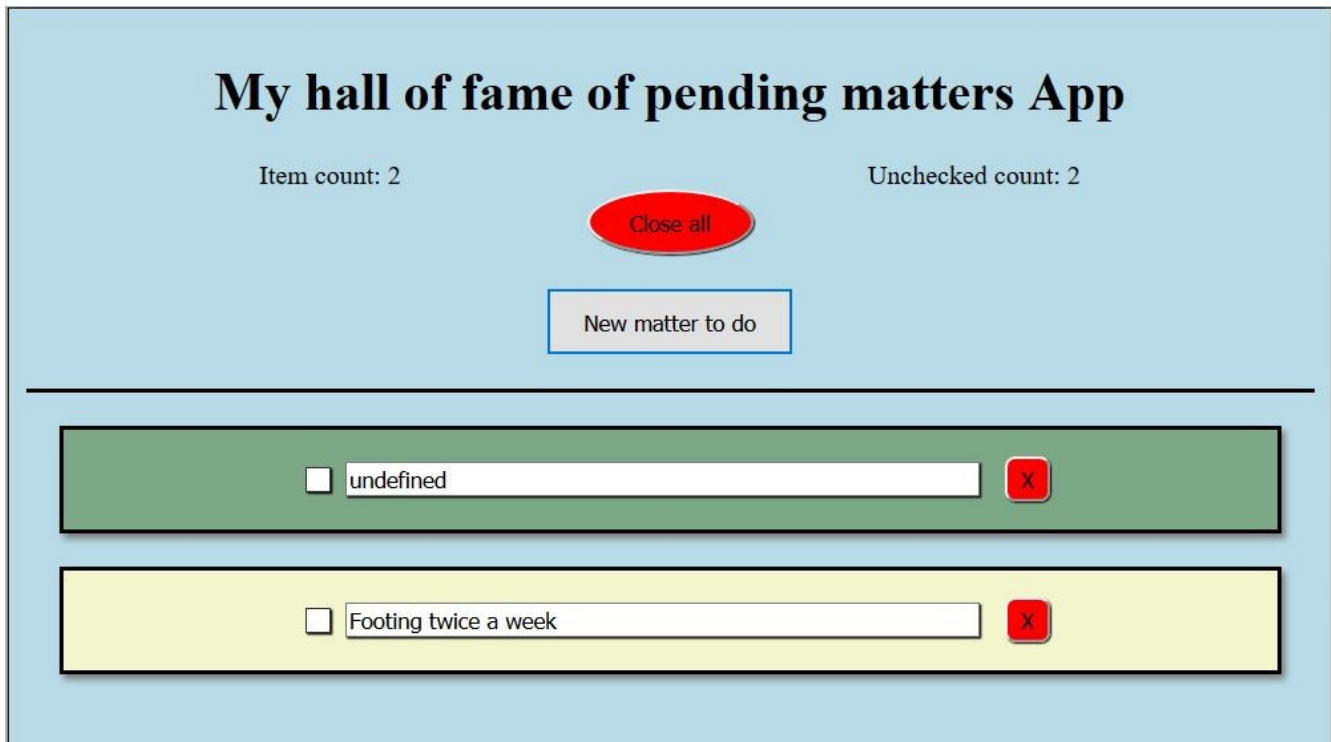 My hall of fame of pending matters App
Item count: 2
Unchecked count: 2
Close all
New matter to do
undefined
X
Footing twice a week
X